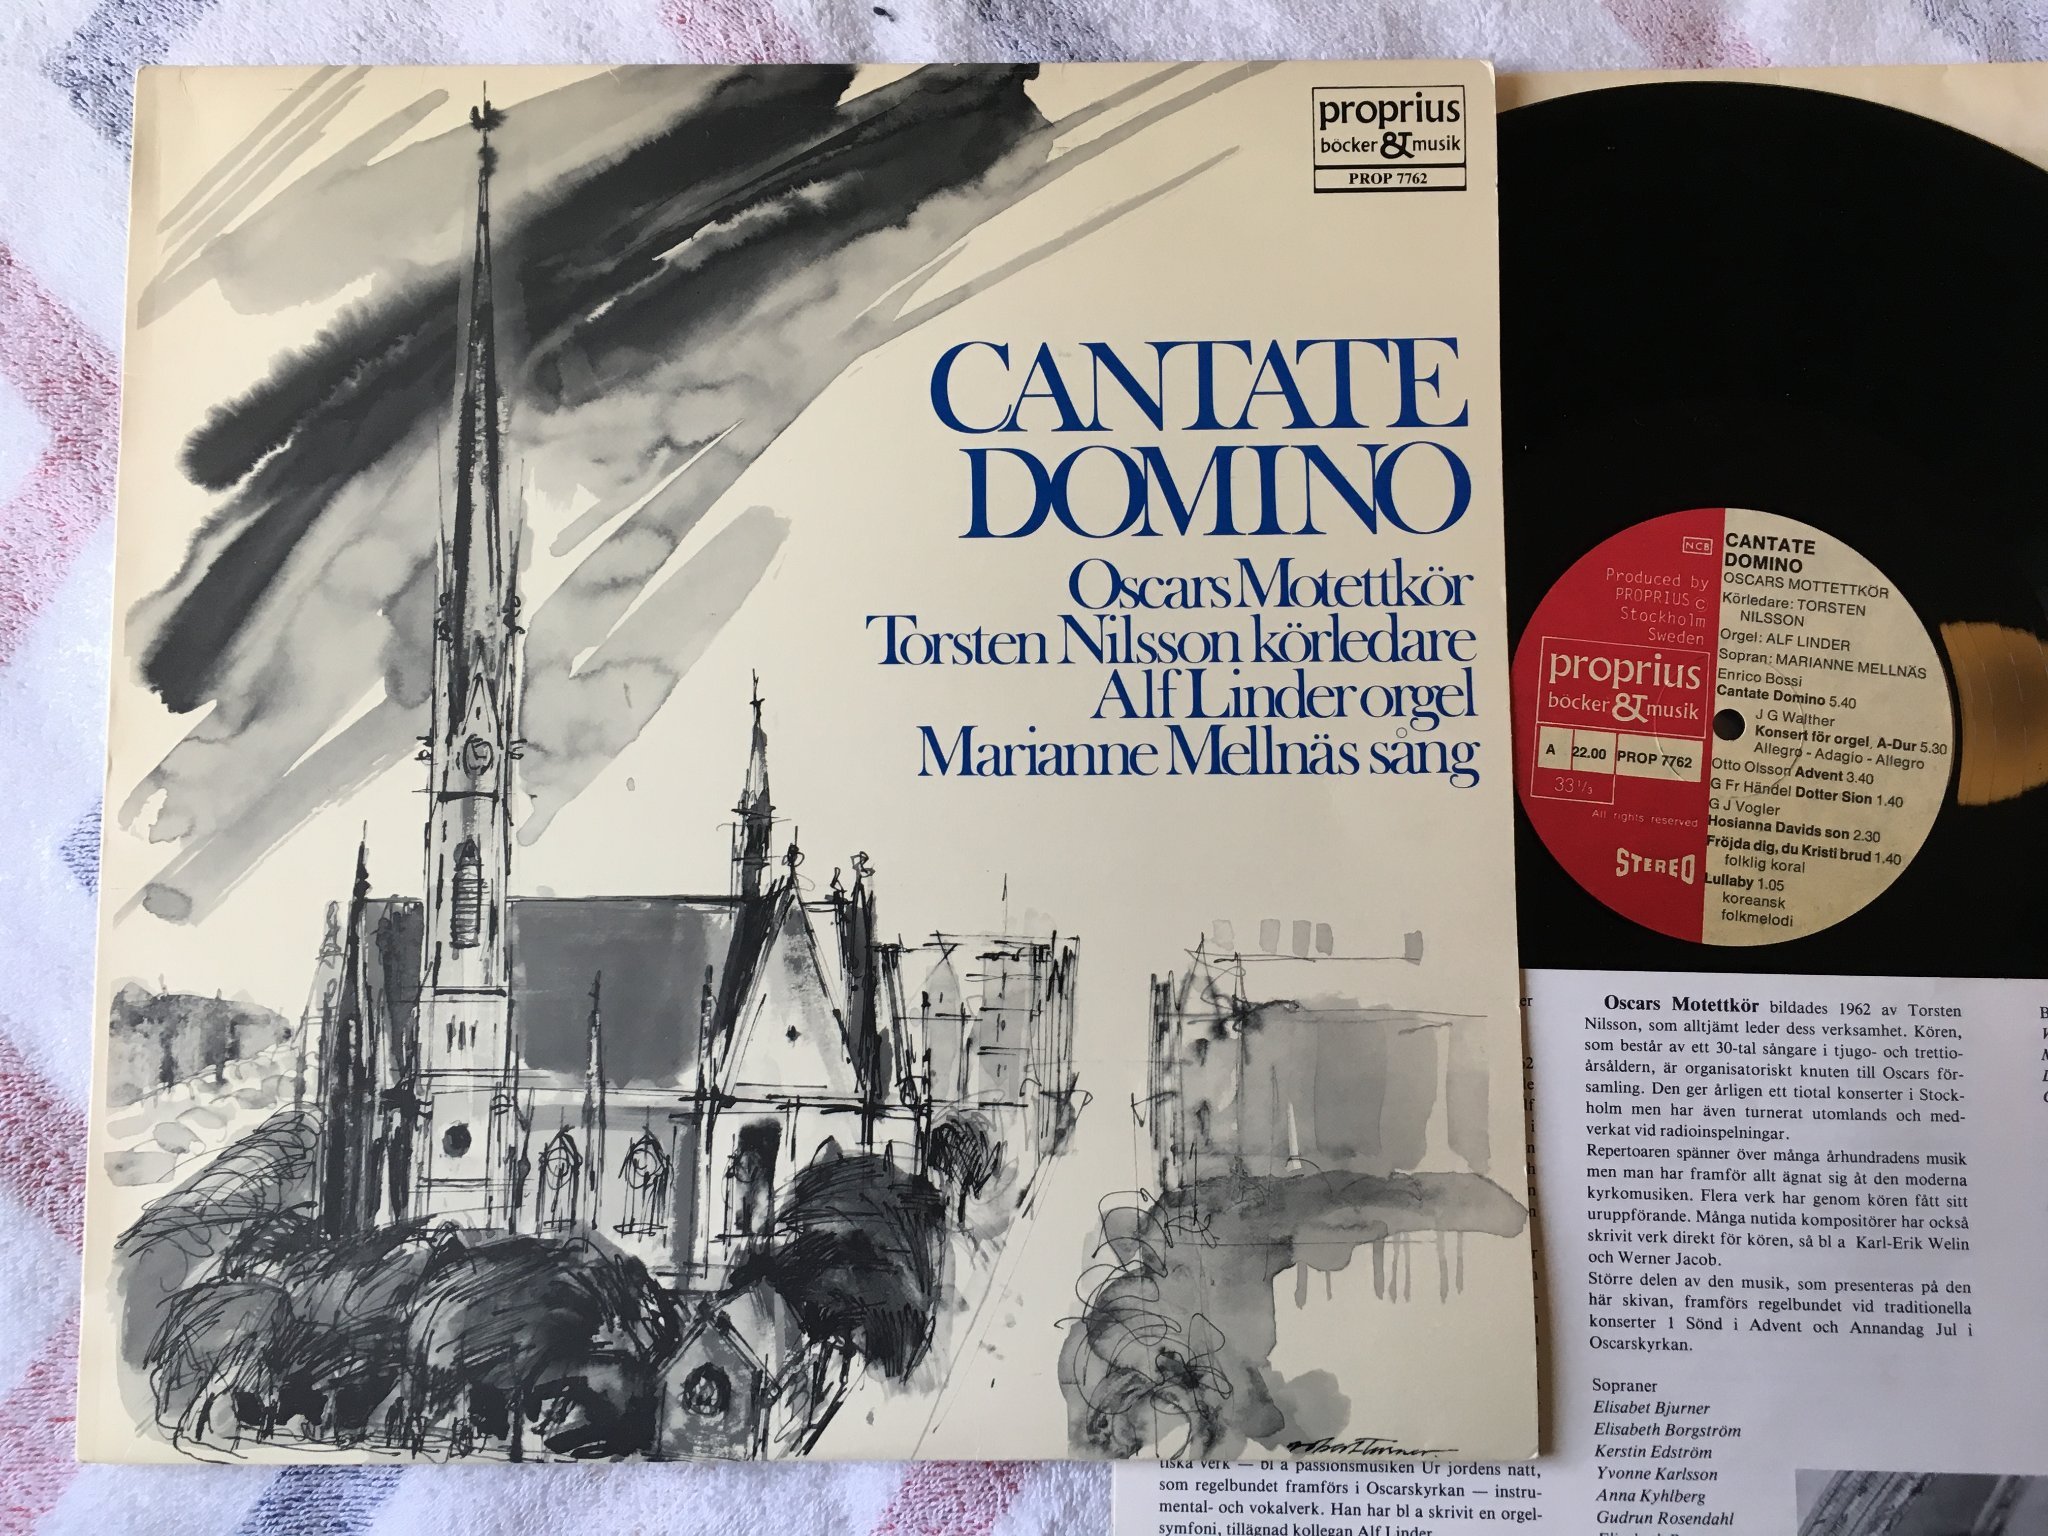 proprius
böcker & musik
PROP 7762
CANTATE
DOMINO
Oscars Motettkör
Torsten Nilsson körledare
Alf Linder orgel
Marianne Mellnäs sång
NCB
Produced by
PROPRIUS c
Stockholm
Sweden
proprius
böcker & musik
A 22.00 PROP 7762
33 1/3
All rights reserved
STEREO
CANTATE
DOMINO
OSCARS MOTTETTKÖR
Körledare: TORSTEN
NILSSON
Orgel: ALF LINDER
Sopran: MARIANNE MELLNÄS
Enrico Bossi
Cantate Domino 5.40
J G Walther
Konsert för orgel, A-Dur 5.30
Allegro - Adagio - Allegro
Otto Olsson Advent 3.40
G Fr Händel Dotter Sion 1.40
G J Vogler
Hosianna Davids son 2.30
Fröjda dig, du Kristi brud 1.40
folklig koral
Lullaby 1.05
koreansk
folkmelodi
Oscars Motettkör bildades 1962 av Torsten
Nilsson, som alltjämt leder dess verksamhet. Kören,
som består av ett 30-tal sångare i tjugo- och trettio-
årsåldern, är organisatoriskt knuten till Oscars för-
samling. Den ger årligen ett tiotal konserter i Stock-
holm men har även turnerat utomlands och med-
verkat vid radioinspelningar.
Repertoaren spänner över många århundradens musik
men man har framför allt ägnat sig åt den moderna
kyrkomusiken. Flera verk har genom kören fått sitt
uruppförande. Många nutida kompositörer har också
skrivit verk direkt för kören, så bl a Karl-Erik Welin
och Werner Jacob.
Större delen av den musik, som presenteras på den
här skivan, framförs regelbundet vid traditionella
konserter 1 Sönd i Advent och Annandag Jul i
Oscarskyrkan.
Sopraner
Elisabet Bjurner
Elisabeth Borgström
Kerstin Edström
Yvonne Karlsson
Anna Kyhlberg
Gudrun Rosendahl
tiska verk — bl a passionsmusiken Ur jordens natt,
som regelbundet framförs i Oscarskyrkan — instru-
mental- och vokalverk. Han har bl a skrivit en orgel-
symfoni, tillägnad kollegan Alf Linder.